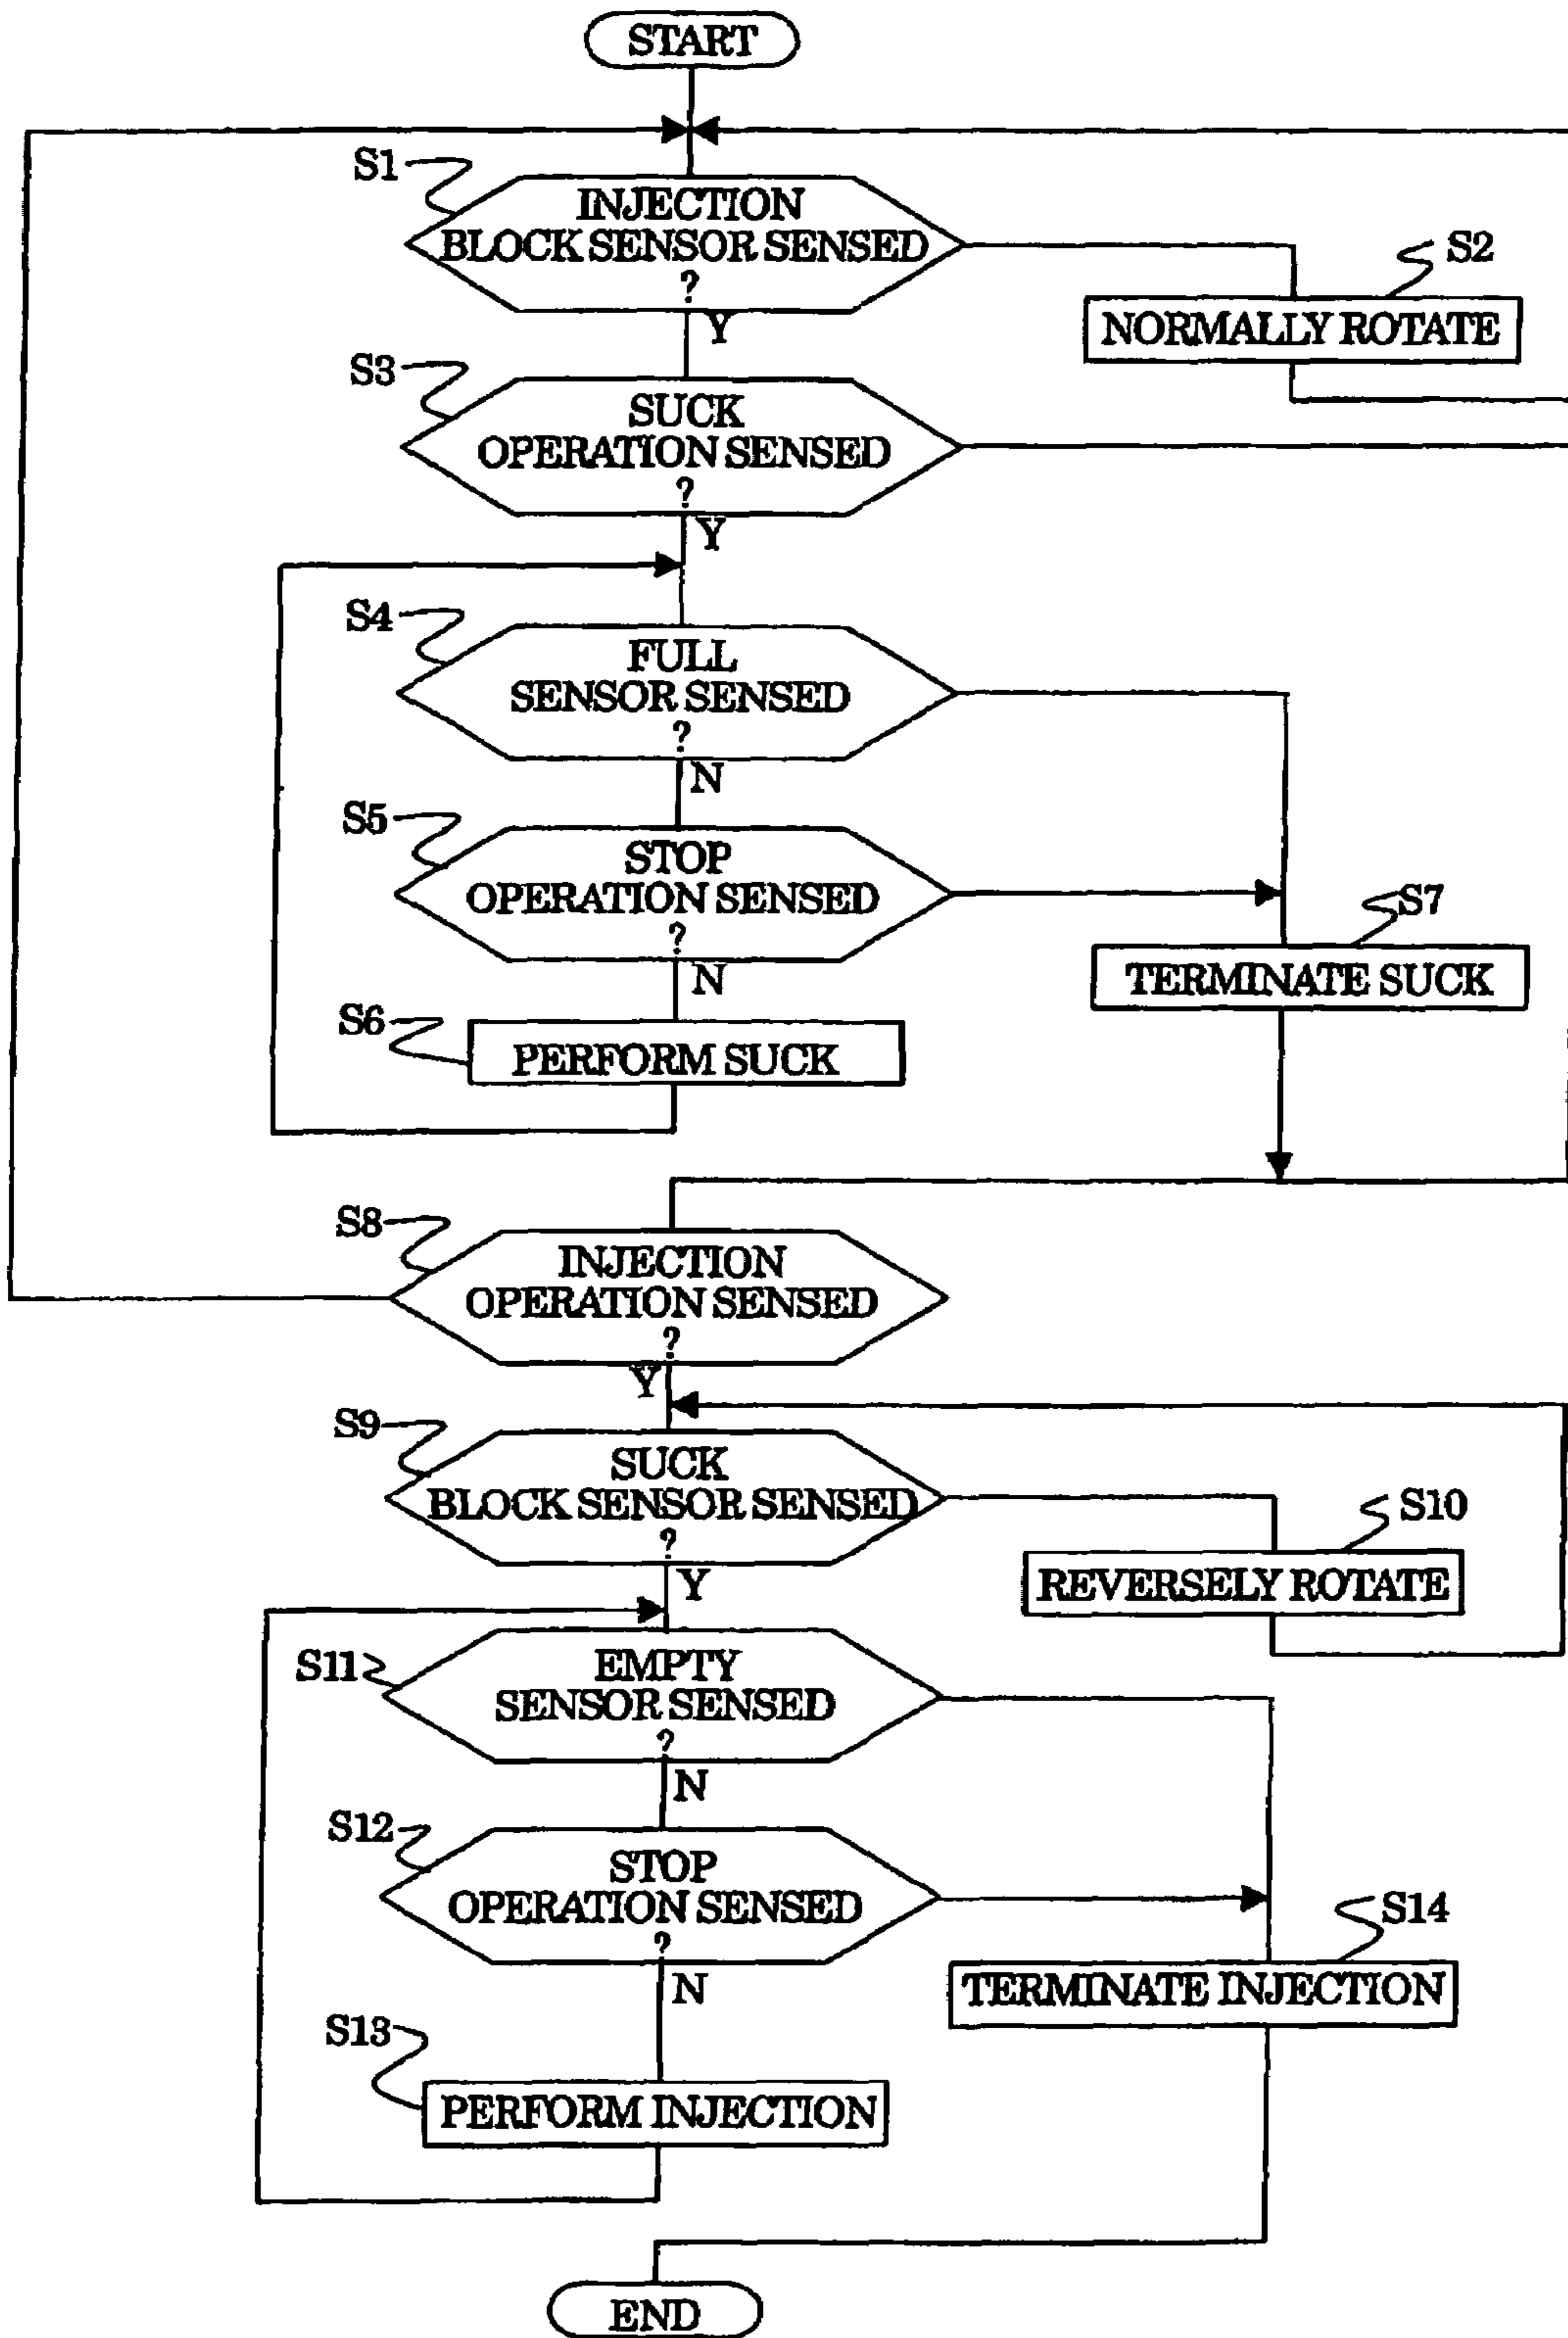 START
S1
INJECTION
BLOCK SENSOR SENSED
?
Y
S2
NORMALLY ROTATE
S3
SUCK
OPERATION SENSED
?
Y
S4
FULL
SENSOR SENSED
?
N
S5
STOP
OPERATION SENSED
?
N
S7
TERMINATE SUCK
S6
PERFORM SUCK
S8
INJECTION
OPERATION SENSED
?
Y
S9
SUCK
BLOCK SENSOR SENSED
?
Y
S10
REVERSELY ROTATE
S11
EMPTY
SENSOR SENSED
?
N
S12
STOP
OPERATION SENSED
?
N
S14
TERMINATE INJECTION
S13
PERFORM INJECTION
END